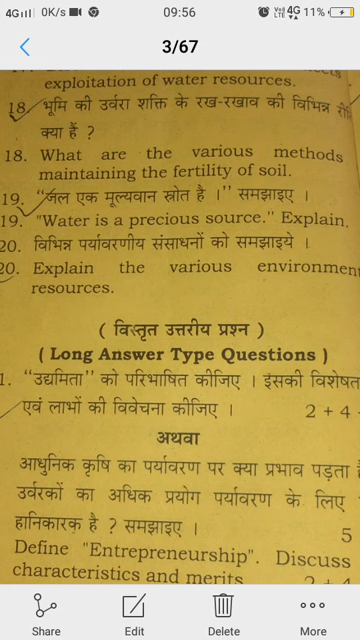 4G 0K/s 09:56 VoLTE 4G 11%
3/67
exploitation of water resources.
18. भूमि की उर्वरा शक्ति के रख-रखाव की विभिन्न
क्या हैं ?
18. What are the various methods
maintaining the fertility of soil.
19. "जल एक मूल्यवान स्रोत है ।" समझाइए ।
19. "Water is a precious source." Explain.
20. विभिन्न पर्यावरणीय संसाधनों को समझाइये ।
20. Explain the various environmen
resources.
( विस्तृत उत्तरीय प्रश्न )
( Long Answer Type Questions )
1. "उद्यमिता" को परिभाषित कीजिए । इसकी विशेषत
एवं लाभों की विवेचना कीजिए । 2 + 4
अथवा
आधुनिक कृषि का पर्यावरण पर क्या प्रभाव पड़ता
उर्वरकों का अधिक प्रयोग पर्यावरण के लिए
हानिकारक है ? समझाइए । 5
Define "Entrepreneurship". Discuss
characteristics and merits 2 + 4
Share Edit Delete More